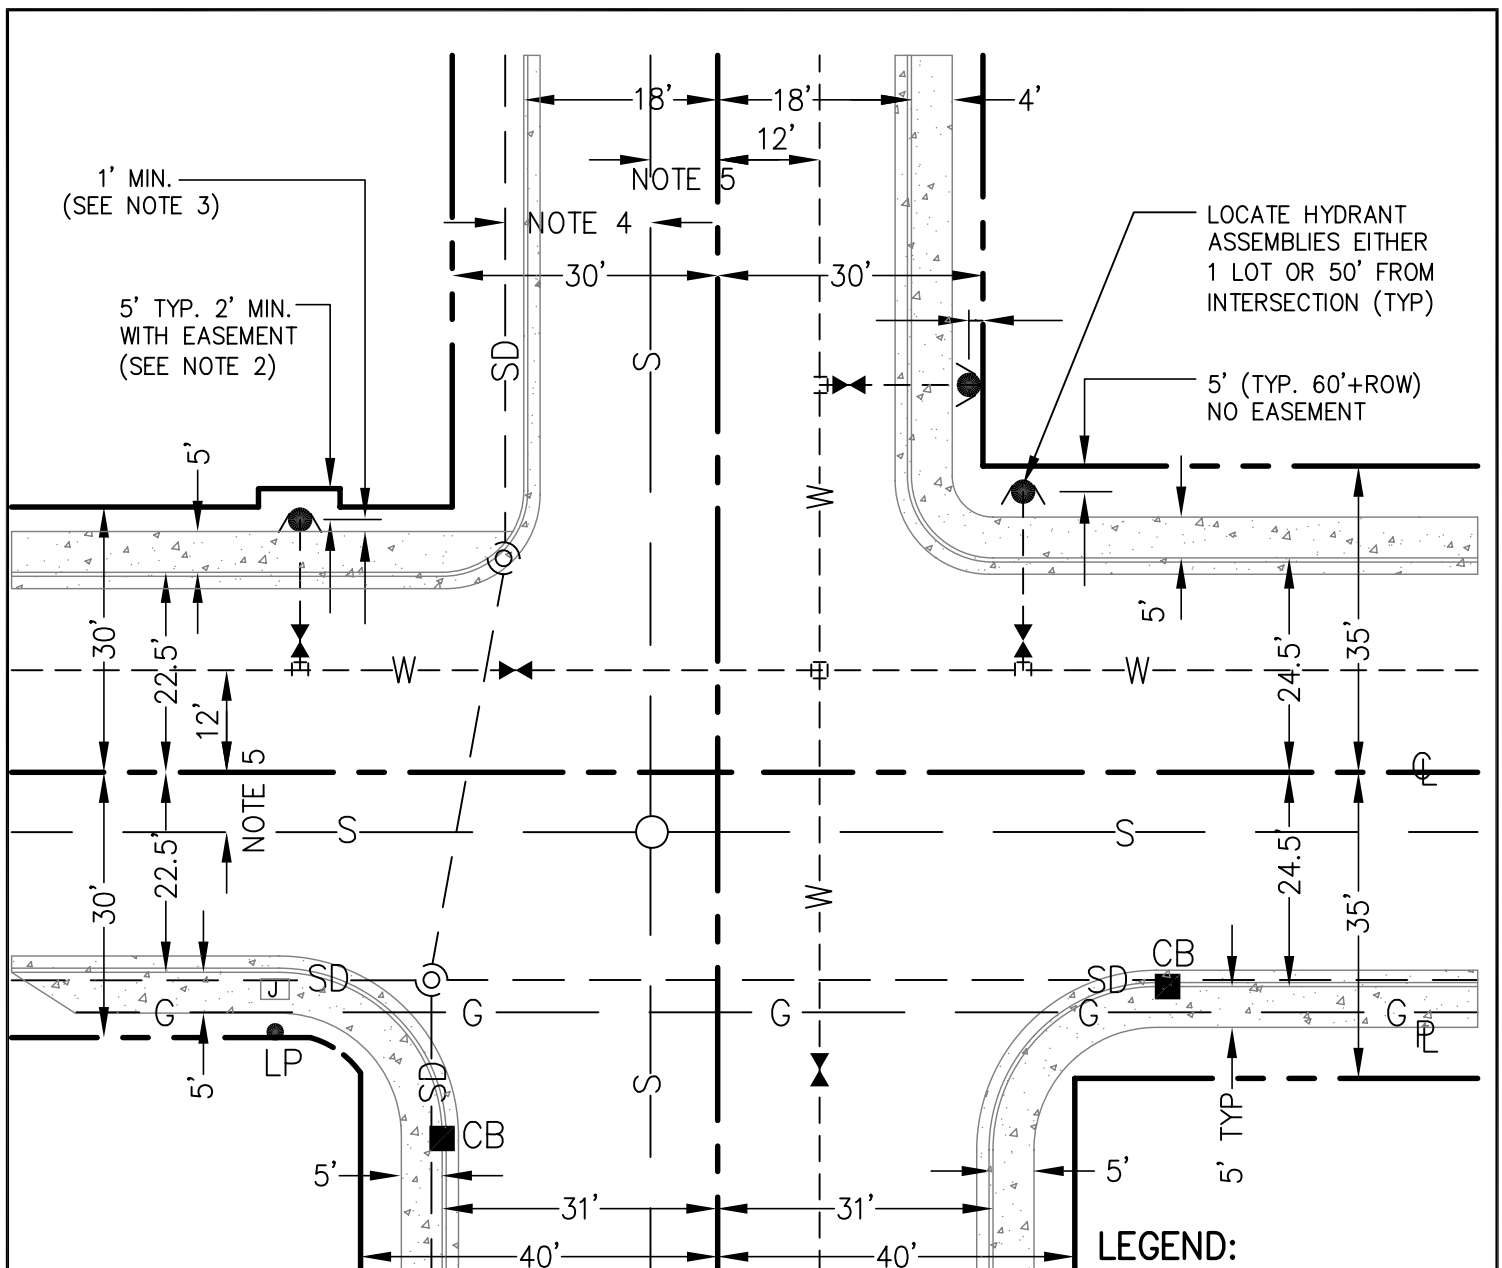 18'
18'
4'
12'
NOTE 5
1' MIN.
(SEE NOTE 3)
NOTE 4
LOCATE HYDRANT
ASSEMBLIES EITHER
1 LOT OR 50' FROM
INTERSECTION (TYP)
30'
30'
5' TYP. 2' MIN.
WITH EASEMENT
(SEE NOTE 2)
SD
S
5' (TYP. 60'+ROW)
NO EASEMENT
5'
W
5'
30'
22.5'
W
W
24.5'
35'
12'
NOTE 5
CL
S
S
22.5'
24.5'
30'
W
35'
CB
SD
SD
J
G
G
G
G
G
PL
LP
5'
SD
S
CB
5' TYP
5'
5'
31'
31'
40'
40'
LEGEND: